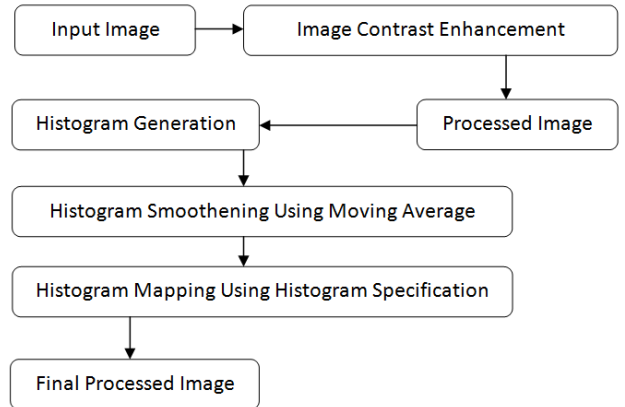 Input Image
Image Contrast Enhancement
Processed Image
Histogram Generation
Histogram Smoothening Using Moving Average
Histogram Mapping Using Histogram Specification
Final Processed Image